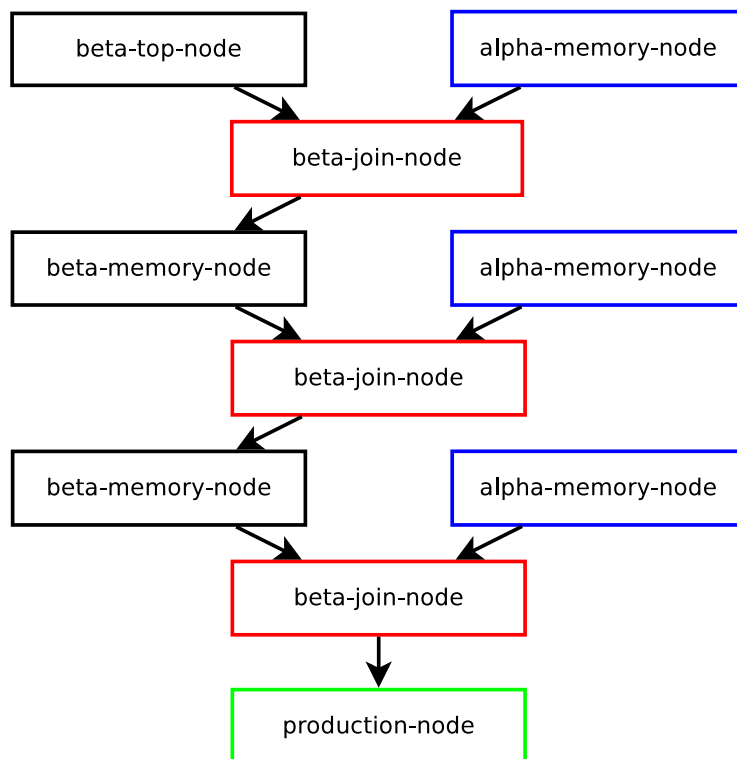 beta-top-node
alpha-memory-node
beta-join-node
beta-memory-node
alpha-memory-node
beta-join-node
beta-memory-node
alpha-memory-node
beta-join-node
production-node